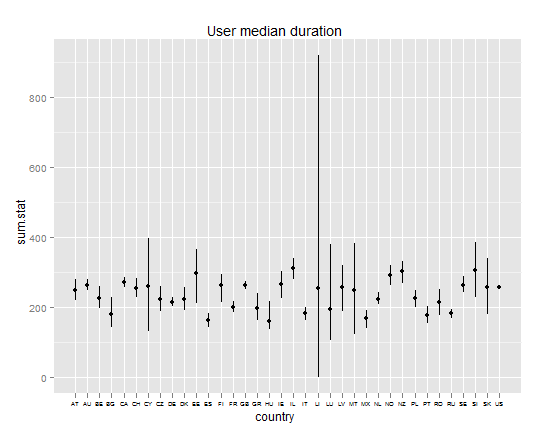 User median duration
sum.stat
800
600
400
200
0
AT AU BE BG CA CH CY CZ DE DK EE ES FI FR GB GR HU IE IL IT LI LU LV MT MX NL NO NZ PL PT RO RU SE SI SK US
country